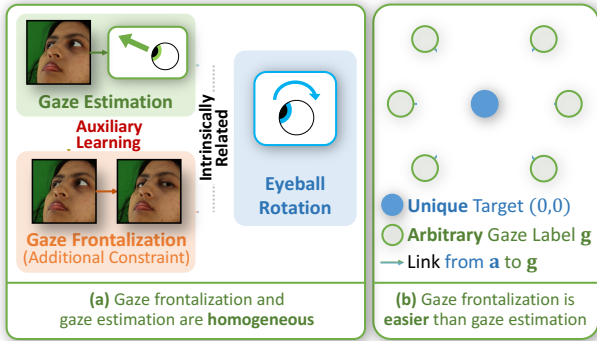 Gaze Estimation
Auxiliary
Learning
Gaze Frontalization
(Additional Constraint)
Intrinsically
Related
Eyeball
Rotation
(a) Gaze frontalization and
gaze estimation are homogeneous
Unique Target (0,0)
Arbitrary Gaze Label g
Link from a to g
(b) Gaze frontalization is
easier than gaze estimation